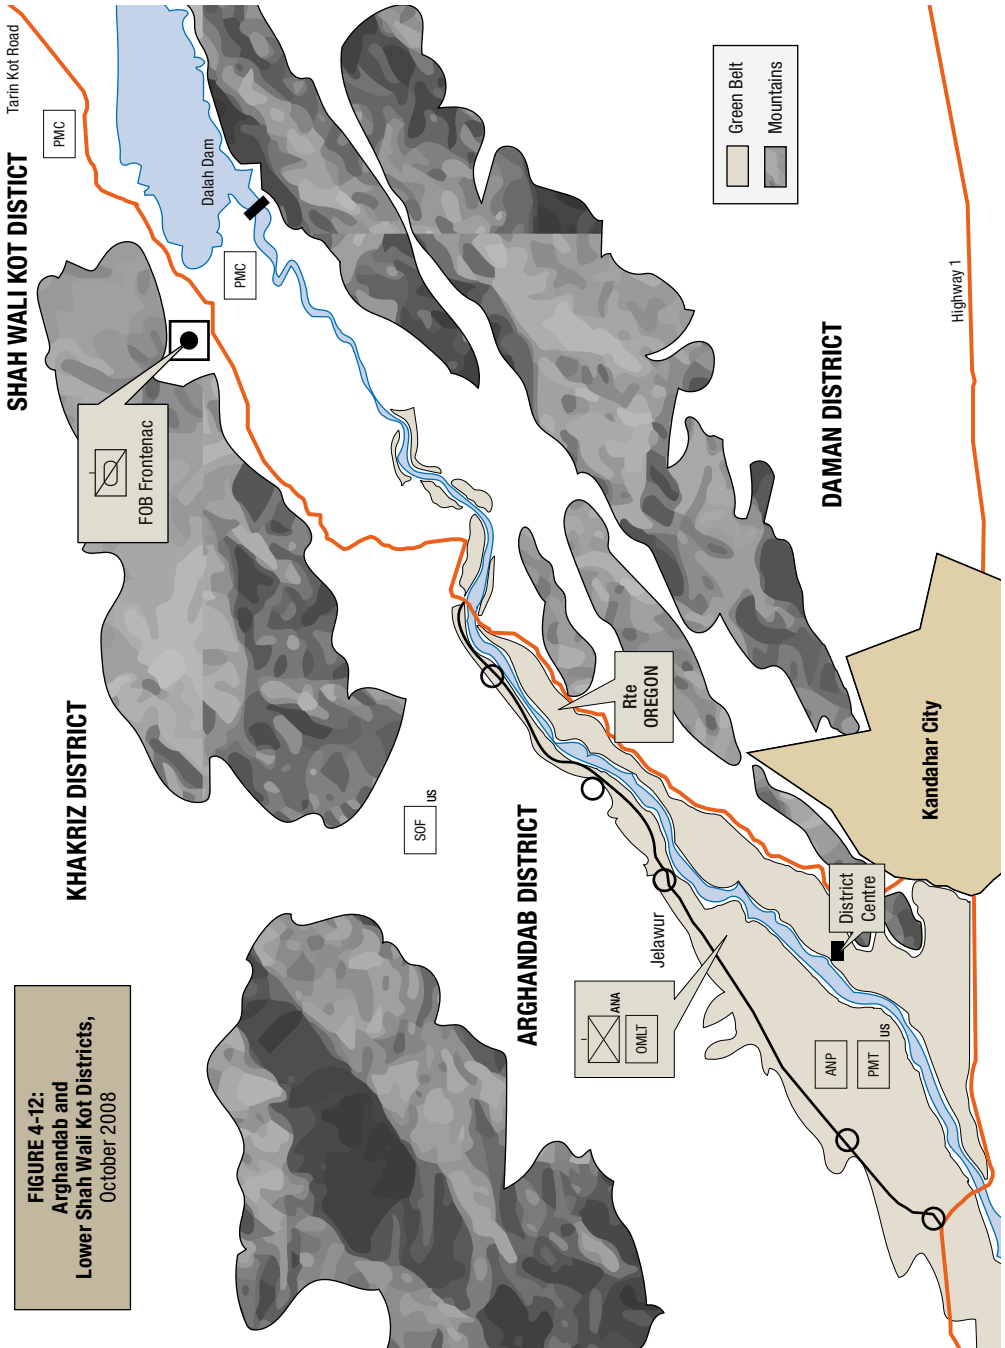 FIGURE 4-12:
Arghandab and
Lower Shah Wali Kot Districts,
October 2008
KHAKRIZ DISTRICT
SHAH WALI KOT DISTICT
Tarin Kot Road
PMC
I
FOB Frontenac
Dalah Dam
PMC
SOF
US
ARGHANDAB DISTRICT
Jelawur
I
ANA
OMLT
Rte
OREGON
ANP
PMT
US
District
Centre
DAMAN DISTRICT
Kandahar City
Highway 1
Green Belt
Mountains